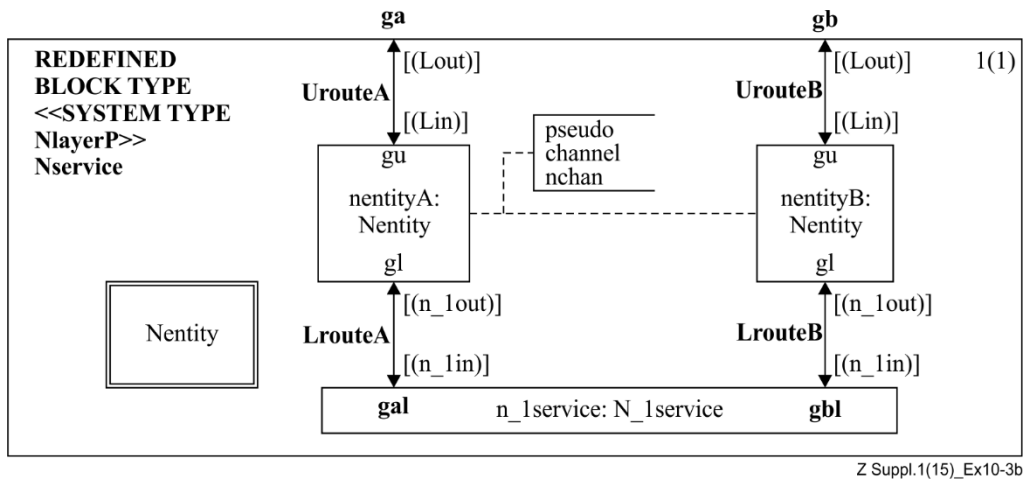 ga
gb
REDEFINED
BLOCK TYPE
<<SYSTEM TYPE
NlayerP>>
Nservice
[(Lout)]
UrouteA
[(Lin)]
[(Lout)]
UrouteB
[(Lin)]
1(1)
pseudo
channel
nchan
gu
nentityA:
Nentity
gl
gu
nentityB:
Nentity
gl
Nentity
[(n_1out)]
LrouteA
[(n_1in)]
[(n_1out)]
LrouteB
[(n_1in)]
gal
n_1service: N_1service
gbl
Z Suppl.1(15)_Ex10-3b